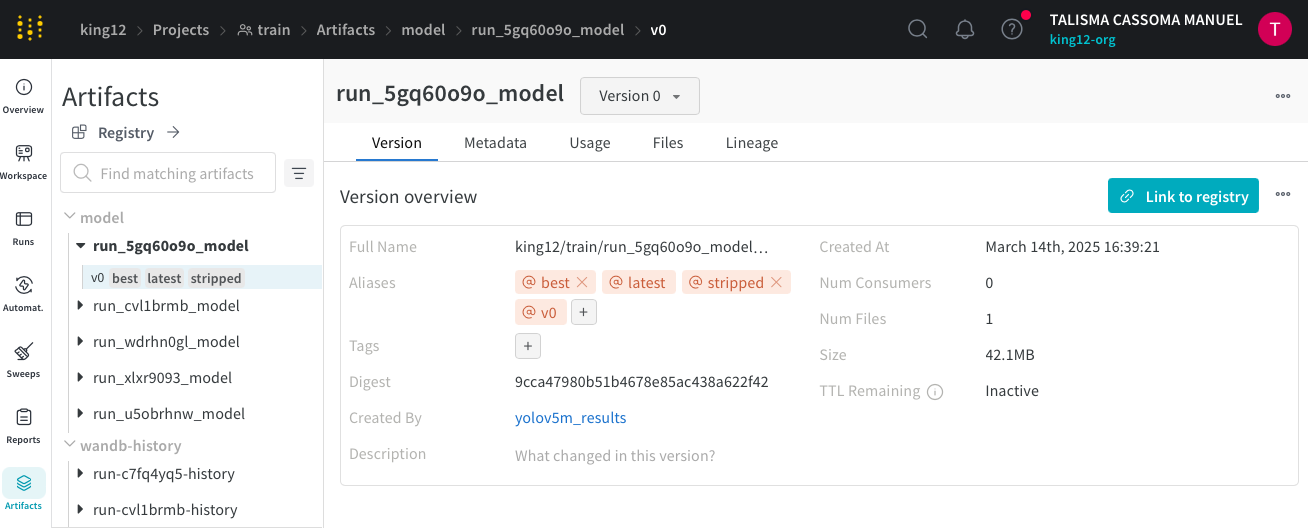 king12 > Projects > train > Artifacts > model > run_5gq60o9o_model > v0
TALISMA CASSOMA MANUEL
king12-org
T
Overview
Workspace
Runs
Automat.
Sweeps
Reports
Artifacts
Artifacts
Registry →
Find matching artifacts
model
run_5gq60o9o_model
v0 best latest stripped
run_cvl1brmb_model
run_wdrhn0gl_model
run_xlxr9093_model
run_u5obrhnw_model
wandb-history
run-c7fq4yq5-history
run-cvl1brmb-history
run_5gq60o9o_model
Version 0
Version Metadata Usage Files Lineage
Version overview
Link to registry
Full Name king12/train/run_5gq60o9o_model…
Aliases @ best @ latest @ stripped
@ v0 +
Tags +
Digest 9cca47980b51b4678e85ac438a622f42
Created By yolov5m_results
Description What changed in this version?
Created At March 14th, 2025 16:39:21
Num Consumers 0
Num Files 1
Size 42.1MB
TTL Remaining Inactive